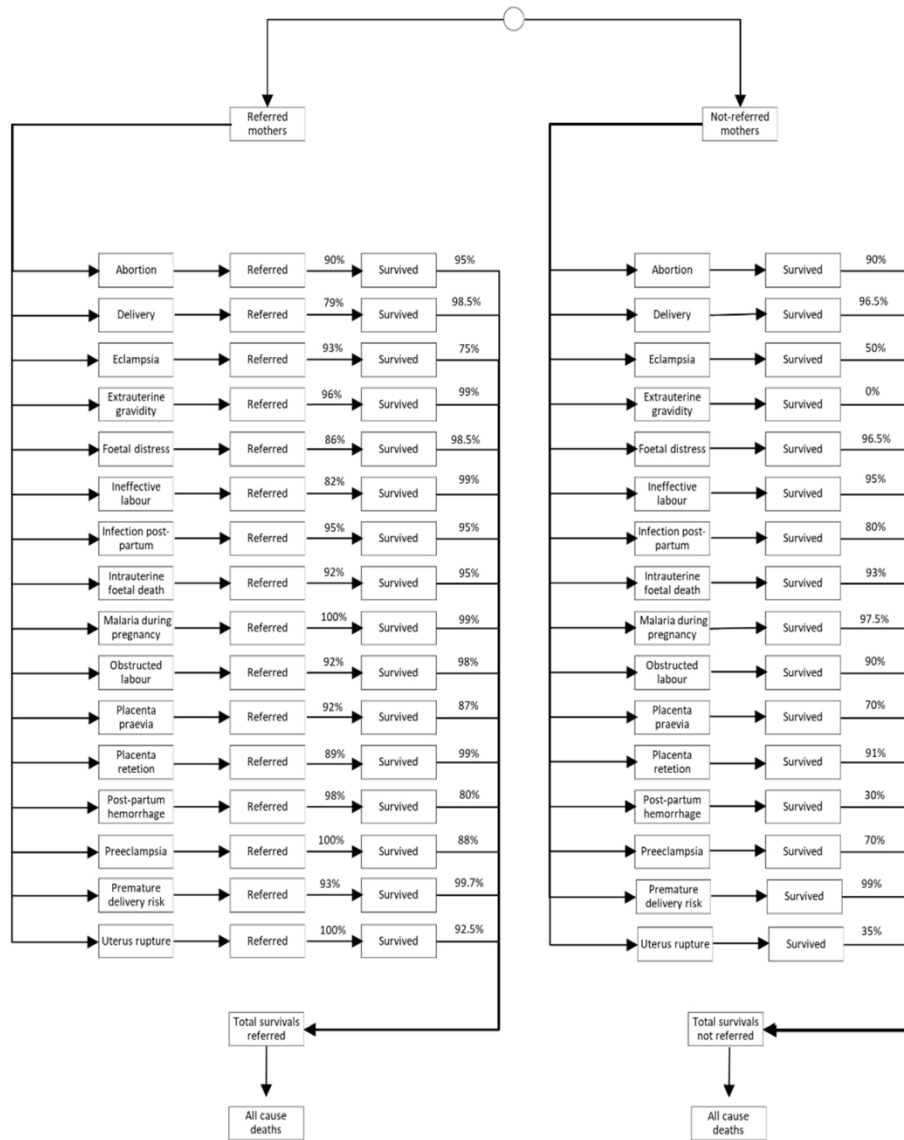 Referred
mothers
Not-referred
mothers
Abortion Referred 90% Survived 95%
Delivery Referred 79% Survived 98.5%
Eclampsia Referred 93% Survived 75%
Extrauterine
gravidity Referred 96% Survived 99%
Foetal distress Referred 86% Survived 98.5%
Ineffective
labour Referred 82% Survived 99%
Infection post-
partum Referred 95% Survived 95%
Intrauterine
foetal death Referred 92% Survived 95%
Malaria during
pregnancy Referred 100% Survived 99%
Obstructed
labour Referred 92% Survived 98%
Placenta
praevia Referred 92% Survived 87%
Placenta
retetion Referred 89% Survived 99%
Post-partum
hemorrhage Referred 98% Survived 80%
Preeclampsia Referred 100% Survived 88%
Premature
delivery risk Referred 93% Survived 99.7%
Uterus rupture Referred 100% Survived 92.5%
Total survivals
referred
All cause
deaths
Abortion Survived 90%
Delivery Survived 96.5%
Eclampsia Survived 50%
Extrauterine
gravidity Survived 0%
Foetal distress Survived 96.5%
Ineffective
labour Survived 95%
Infection post-
partum Survived 80%
Intrauterine
foetal death Survived 93%
Malaria during
pregnancy Survived 97.5%
Obstructed
labour Survived 90%
Placenta
praevia Survived 70%
Placenta
retetion Survived 91%
Post-partum
hemorrhage Survived 30%
Preeclampsia Survived 70%
Premature
delivery risk Survived 99%
Uterus rupture Survived 35%
Total survivals
not referred
All cause
deaths